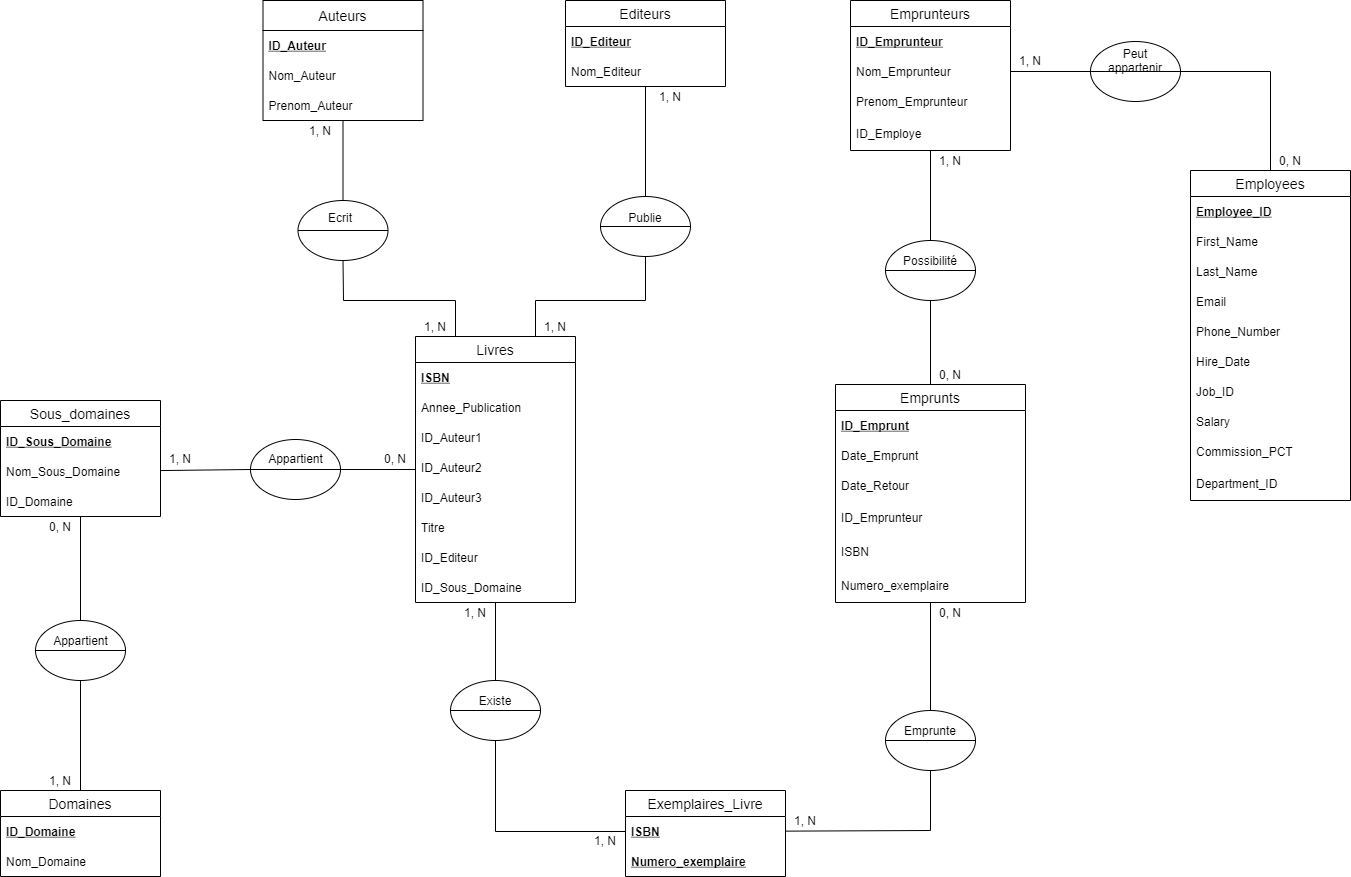 Auteurs
ID_Auteur
Nom_Auteur
Prenom_Auteur
1, N
Ecrit
1, N
Editeurs
ID_Editeur
Nom_Editeur
1, N
Publie
1, N
Emprunteurs
ID_Emprunteur
Nom_Emprunteur
Prenom_Emprunteur
ID_Employe
1, N
Peut
appartenir
0, N
Employees
Employee_ID
First_Name
Last_Name
Email
Phone_Number
Hire_Date
Job_ID
Salary
Commission_PCT
Department_ID
1, N
Possibilité
0, N
Livres
ISBN
Annee_Publication
ID_Auteur1
ID_Auteur2
ID_Auteur3
Titre
ID_Editeur
ID_Sous_Domaine
Sous_domaines
ID_Sous_Domaine
Nom_Sous_Domaine
ID_Domaine
1, N
Appartient
0, N
Emprunts
ID_Emprunt
Date_Emprunt
Date_Retour
ID_Emprunteur
ISBN
Numero_exemplaire
0, N
Appartient
1, N
Domaines
ID_Domaine
Nom_Domaine
1, N
Existe
1, N
Exemplaires_Livre
ISBN
Numero_exemplaire
0, N
Emprunte
1, N